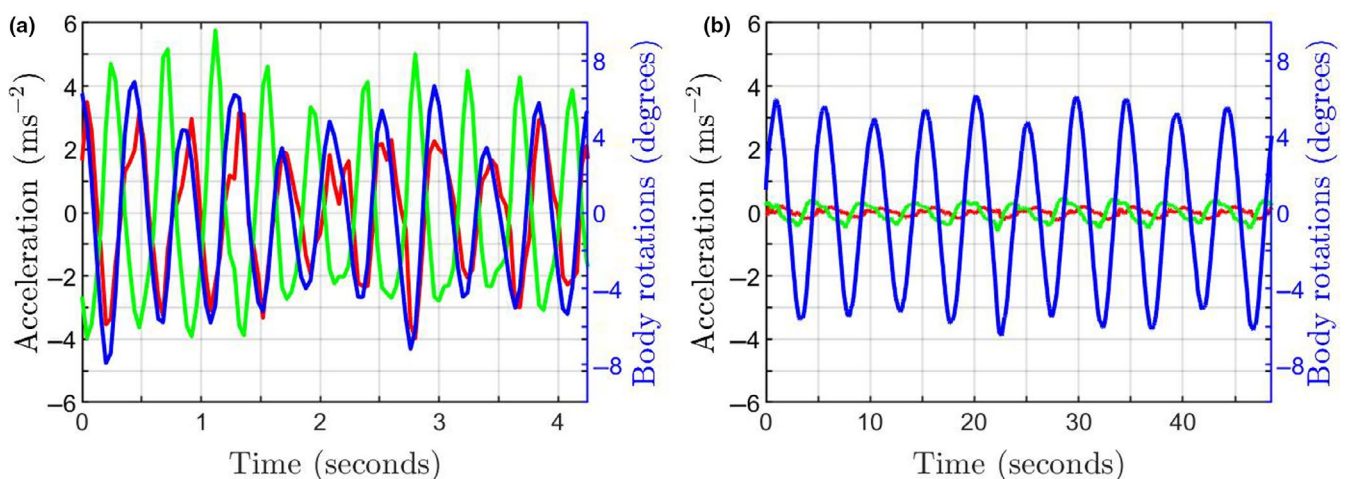 (a)
6
4
2
0
−2
−4
−6
Acceleration (ms⁻²)
8
4
0
−4
−8
Body rotations (degrees)
0 1 2 3 4
Time (seconds)
(b)
6
4
2
0
−2
−4
−6
Acceleration (ms⁻²)
8
4
0
−4
−8
Body rotations (degrees)
0 10 20 30 40
Time (seconds)